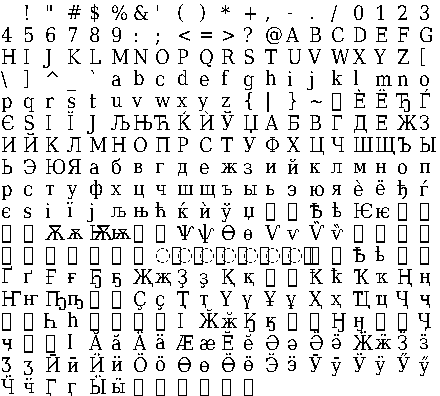 ! " # $ % & ' ( ) * + , - . / 0 1 2 3
4 5 6 7 8 9 : ; < = > ? @ A B C D E F G
H I J K L M N O P Q R S T U V W X Y Z [
\ ] ^ _ ` a b c d e f g h i j k l m n o
p q r s t u v w x y z { | } ~ Ѐ Ё Ђ Ѓ
Є Ѕ І Ї Ј Љ Њ Ћ Ќ Ѝ Ў Џ А Б В Г Д Е Ж З
И Й К Л М Н О П Р С Т У Ф Х Ц Ч Ш Щ Ъ Ы
Ь Э Ю Я а б в г д е ж з и й к л м н о п
р с т у ф х ц ч ш щ ъ ы ь э ю я ѐ ё ђ ѓ
є ѕ і ї ј љ њ ћ ќ ѝ ў џ Ѣ ѣ Ѥ ѥ
Ѫ ѫ Ѭ ѭ Ѱ ѱ Ѳ ѳ Ѵ ѵ Ѷ ѷ
Ҍ ҍ
Ґ ґ Ғ ғ Ҕ ҕ Җ җ Ҙ ҙ Қ қ Ҟ ҟ Ҡ ҡ Ң ң
Ҥ ҥ Ҧ ҧ Ҫ ҫ Ҭ ҭ Ү ү Ұ ұ Ҳ ҳ Ҵ ҵ Ҷ ҷ
Һ һ Ӏ Ӂ ӂ Ӄ ӄ Ӈ ӈ Ӌ
ӌ ӏ Ӑ ӑ Ӓ ӓ Ӕ ӕ Ӗ ӗ Ә ә Ӛ ӛ Ӝ ӝ Ӟ ӟ
Ӡ ӡ Ӣ ӣ Ӥ ӥ Ӧ ӧ Ө ө Ӫ ӫ Ӭ ӭ Ӯ ӯ Ӱ ӱ Ӳ ӳ
Ӵ ӵ Ӷ ӷ Ӹ ӹ